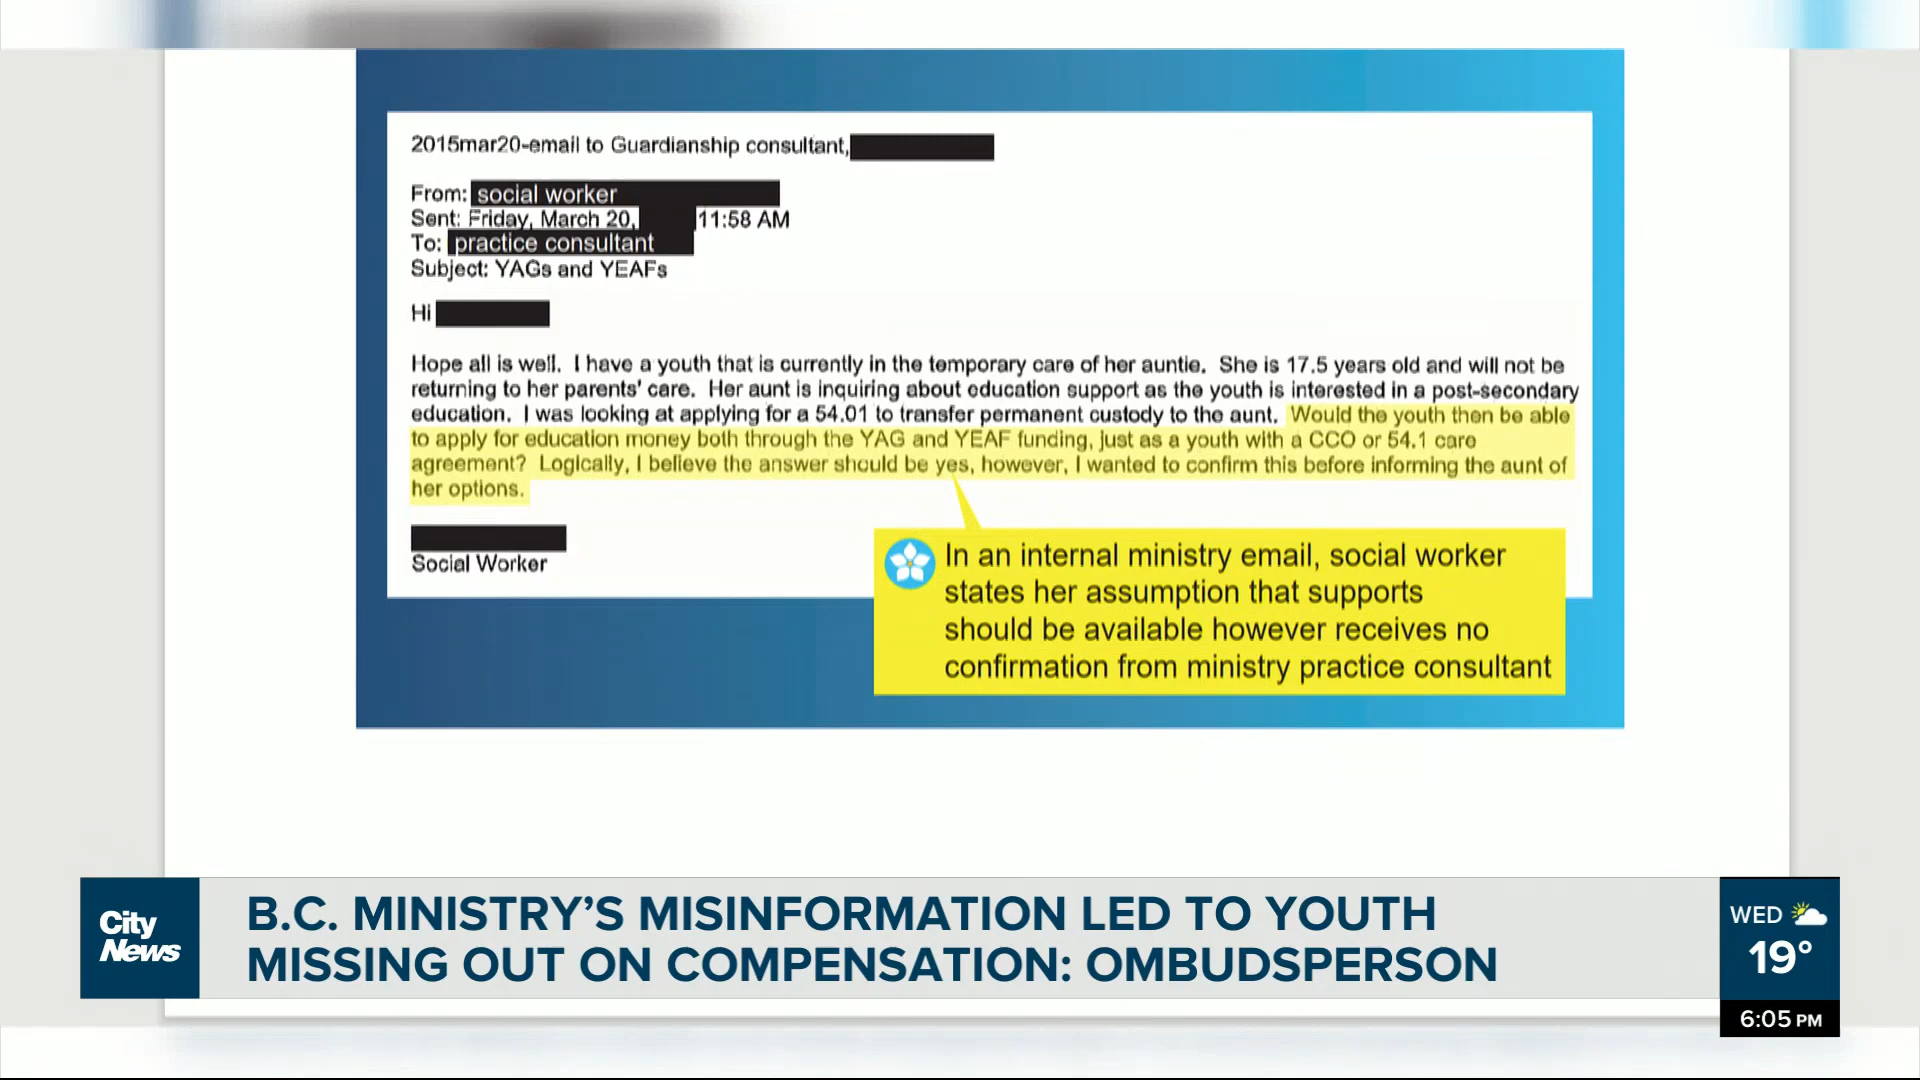 2015mar20-email to Guardianship consultant,
From: social worker
Sent: Friday, March 20, 11:58 AM
To: practice consultant
Subject: YAGs and YEAFs
Hi
Hope all is well. I have a youth that is currently in the temporary care of her auntie. She is 17.5 years old and will not be
returning to her parents' care. Her aunt is inquiring about education support as the youth is interested in a post-secondary
education. I was looking at applying for a 54.01 to transfer permanent custody to the aunt. Would the youth then be able
to apply for education money both through the YAG and YEAF funding, just as a youth with a CCO or 54.1 care
agreement? Logically, I believe the answer should be yes, however, I wanted to confirm this before informing the aunt of
her options.
Social Worker
In an internal ministry email, social worker
states her assumption that supports
should be available however receives no
confirmation from ministry practice consultant
City
News
B.C. MINISTRY'S MISINFORMATION LED TO YOUTH
MISSING OUT ON COMPENSATION: OMBUDSPERSON
WED
19°
6:05 PM